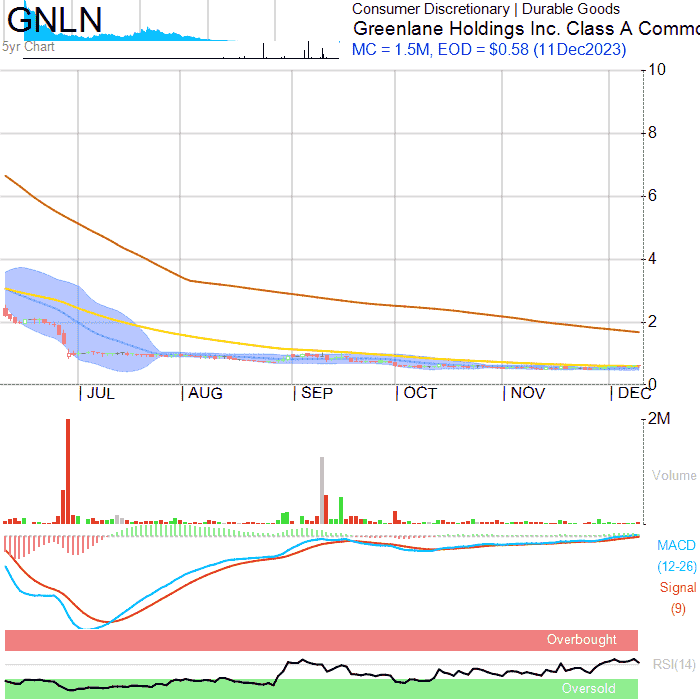 GNLN
5yr Chart
Consumer Discretionary | Durable Goods
Greenlane Holdings Inc. Class A Commo
MC = 1.5M, EOD = $0.58 (11Dec2023)
10
8
6
4
2
0
| JUL | AUG | SEP | OCT | NOV | DEC
2M
Volume
MACD
(12-26)
Signal
(9)
Overbought
RSI(14)
Oversold